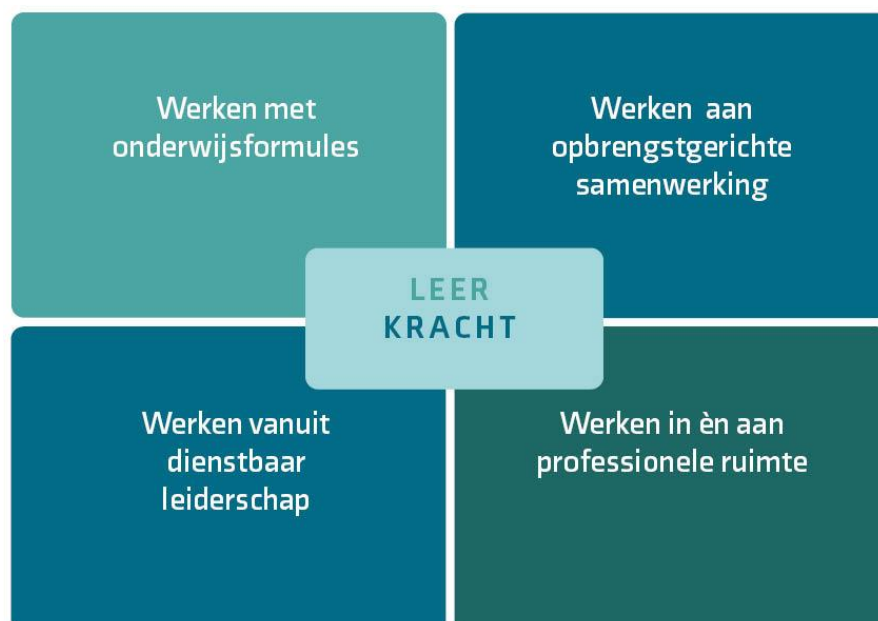 Werken met
onderwijsformules
Werken aan
opbrengstgerichte
samenwerking
LEER
KRACHT
Werken vanuit
dienstbaar
leiderschap
Werken in èn aan
professionele ruimte